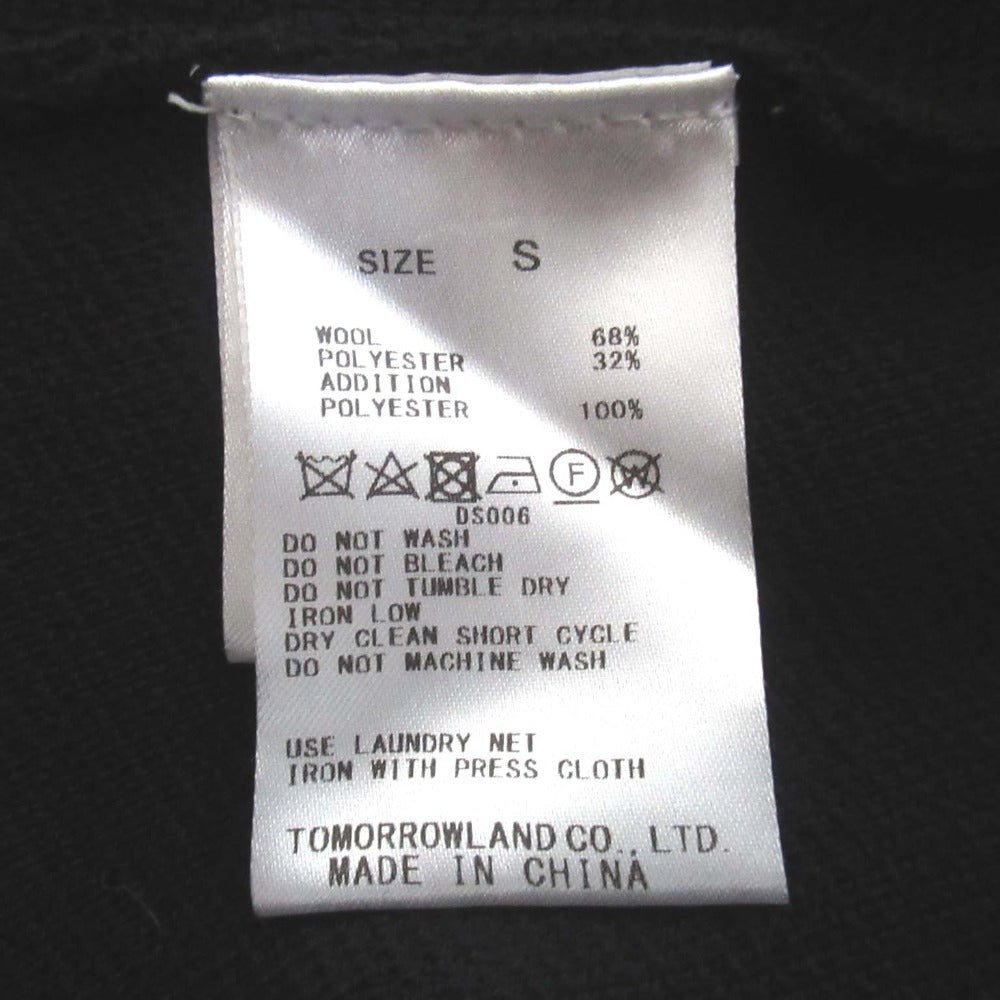 SIZE S
WOOL 68%
POLYESTER 32%
ADDITION
POLYESTER 100%
F W
DS006
DO NOT WASH
DO NOT BLEACH
DO NOT TUMBLE DRY
IRON LOW
DRY CLEAN SHORT CYCLE
DO NOT MACHINE WASH
USE LAUNDRY NET
IRON WITH PRESS CLOTH
TOMORROWLAND CO., LTD.
MADE IN CHINA